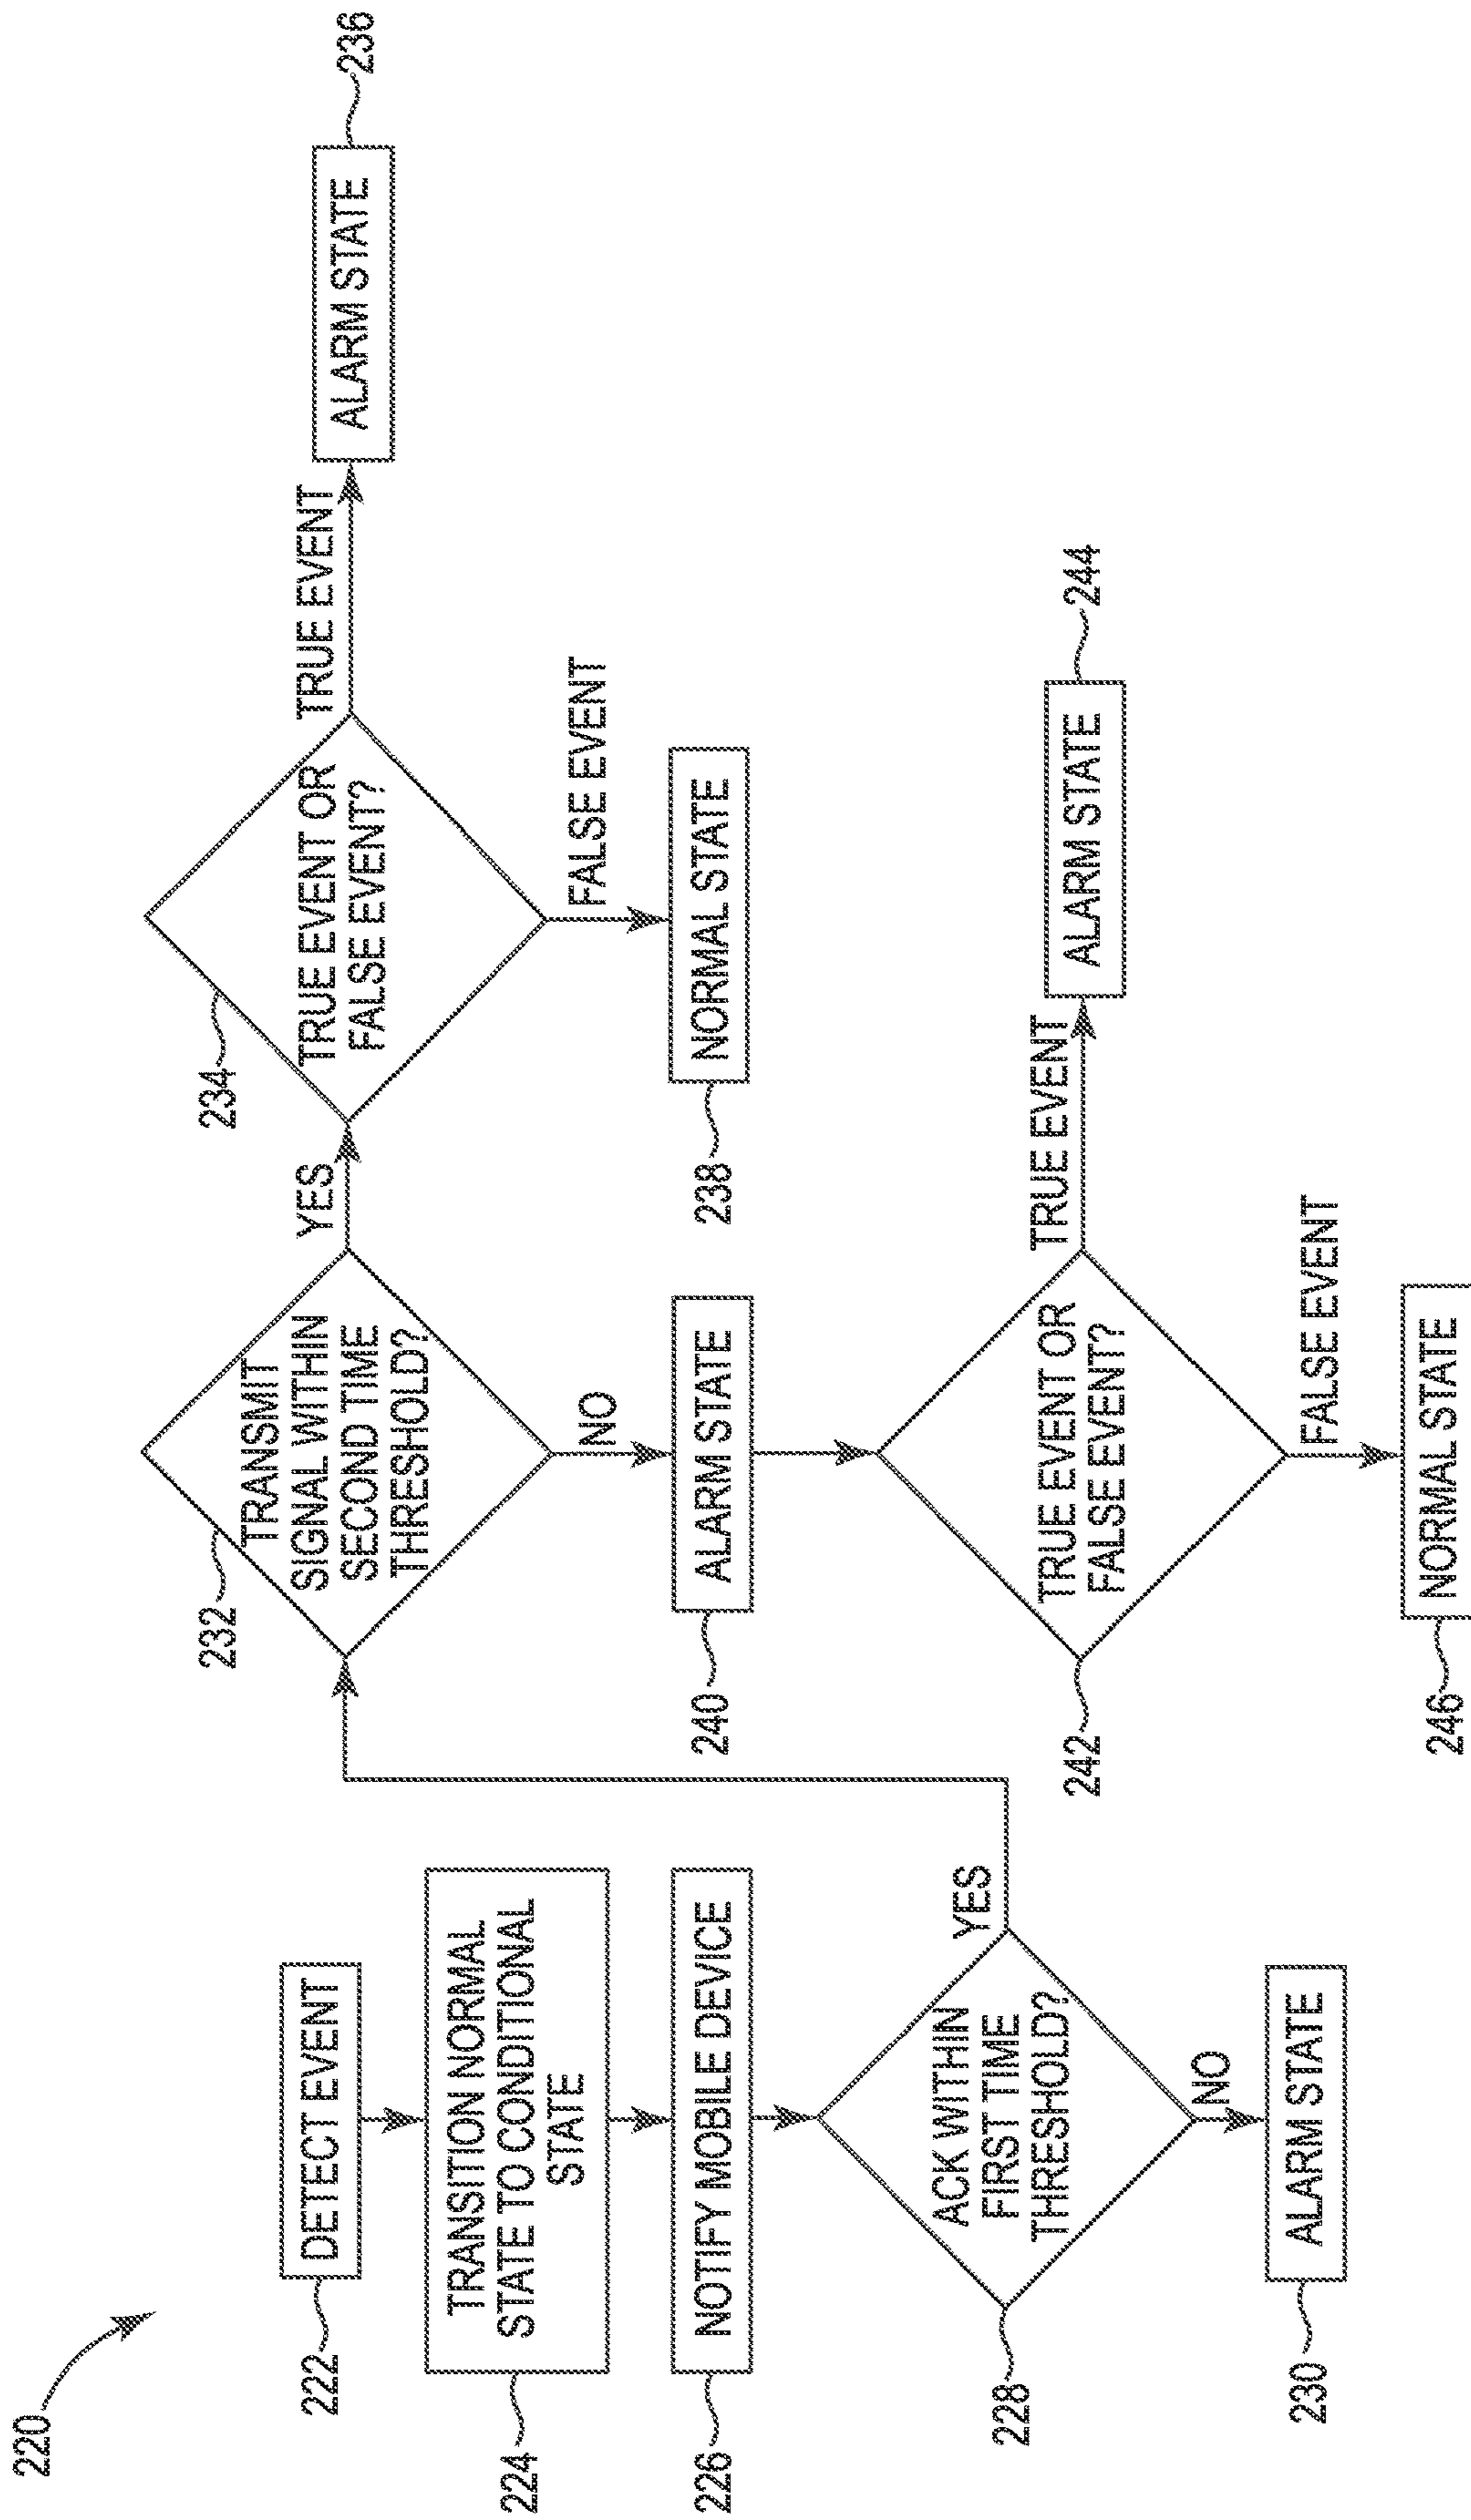 220
222
DETECT EVENT
224
TRANSITION NORMAL
STATE TO CONDITIONAL
STATE
226
NOTIFY MOBILE DEVICE
228
ACK WITHIN
FIRST TIME
THRESHOLD?
YES
NO
230
ALARM STATE
232
TRANSMIT
SIGNAL WITHIN
SECOND TIME
THRESHOLD?
YES
NO
234
TRUE EVENT OR
FALSE EVENT?
TRUE EVENT
ALARM STATE
236
FALSE EVENT
238
NORMAL STATE
240
ALARM STATE
242
TRUE EVENT OR
FALSE EVENT?
TRUE EVENT
ALARM STATE
244
FALSE EVENT
246
NORMAL STATE